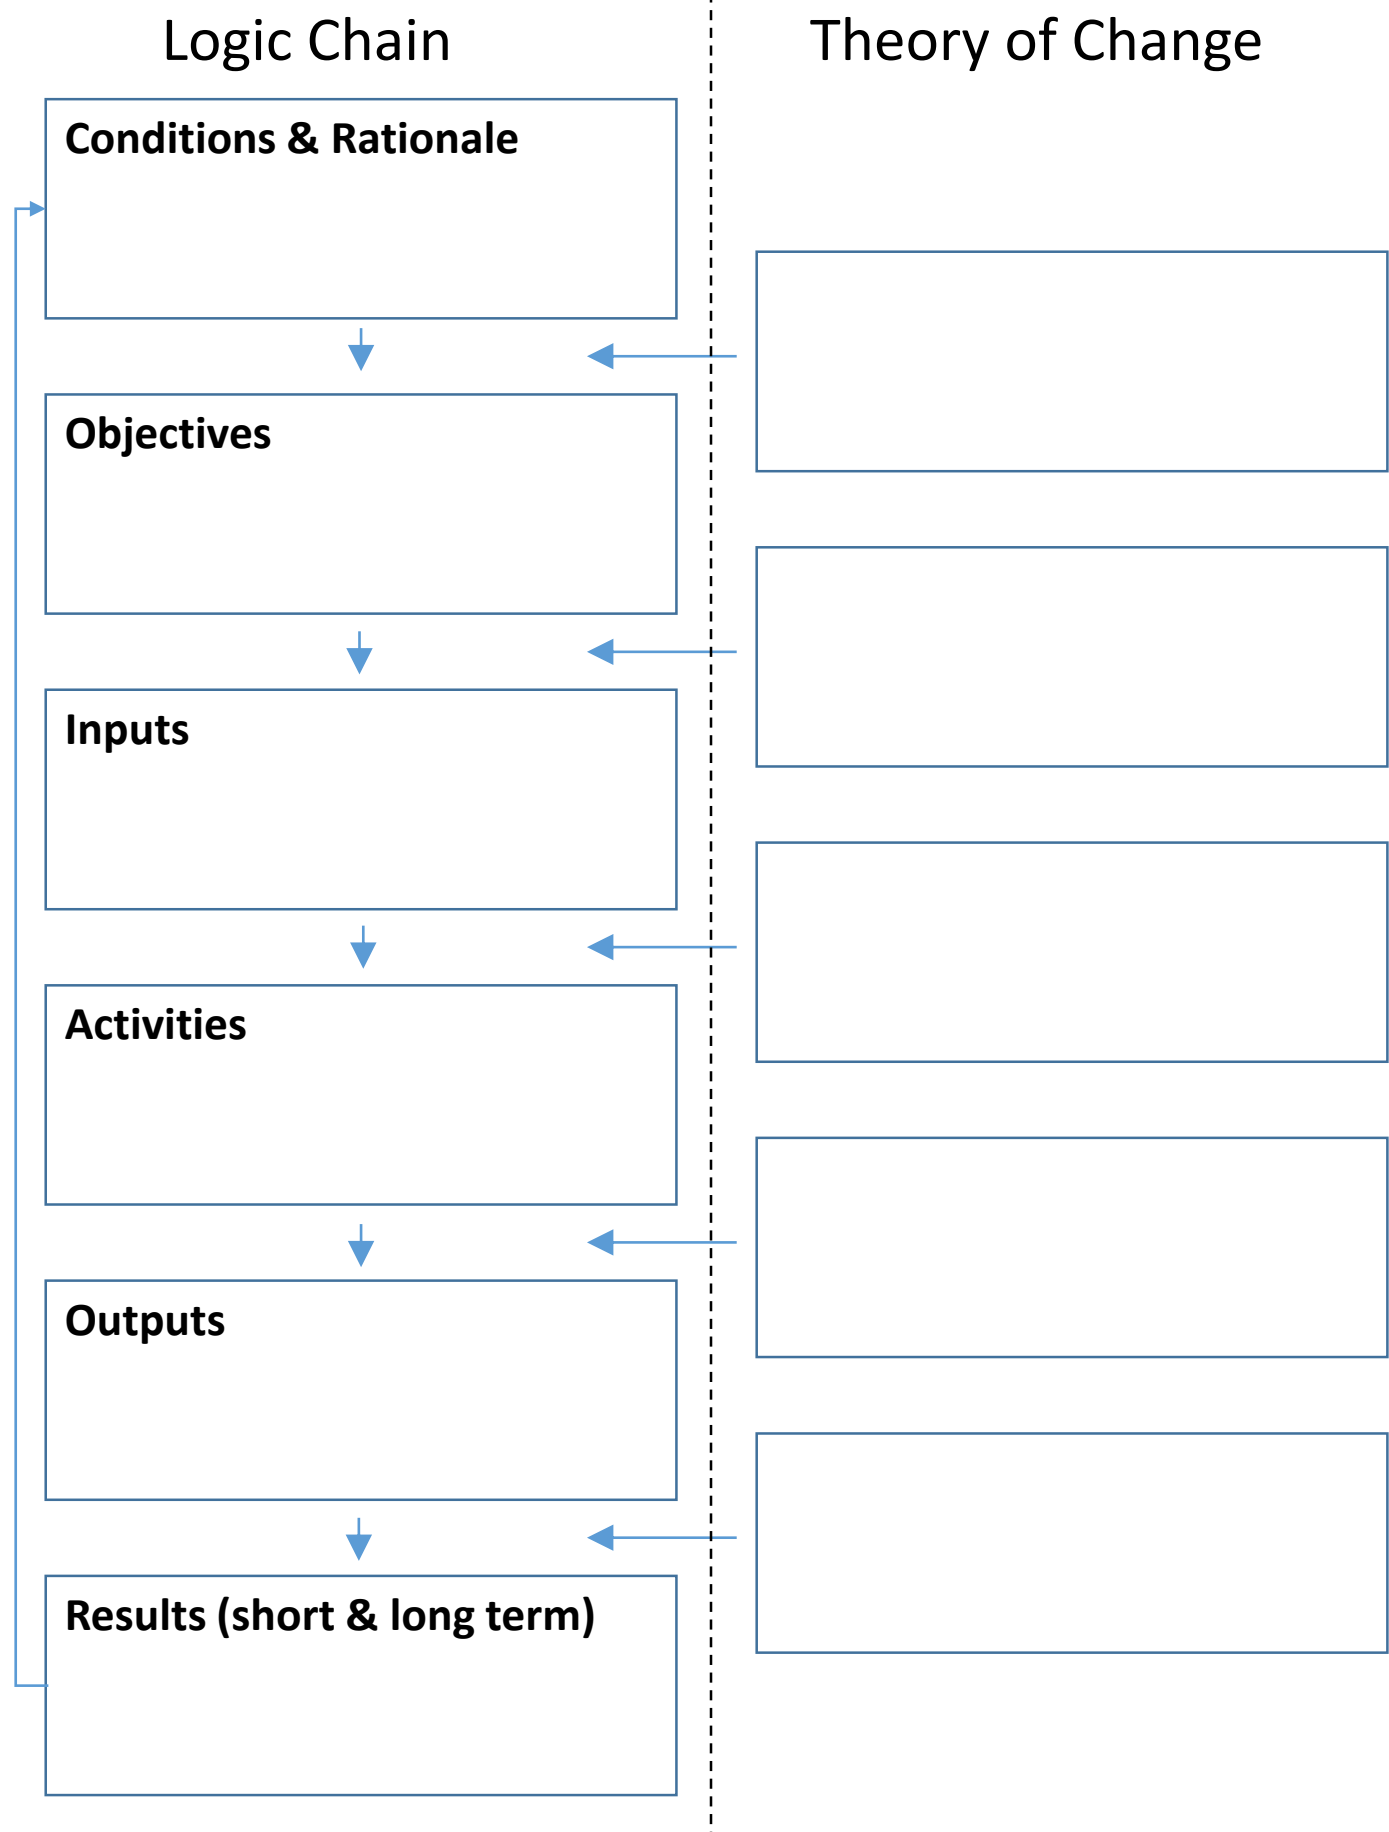 Logic Chain
Theory of Change
Conditions & Rationale
Objectives
Inputs
Activities
Outputs
Results (short & long term)